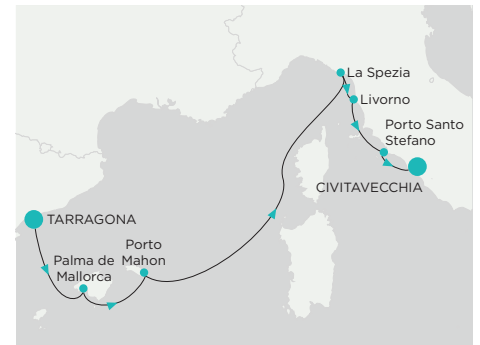 La Spezia
Livorno
Porto Santo
Stefano
CIVITAVECCHIA
TARRAGONA
Porto
Mahon
Palma de
Mallorca